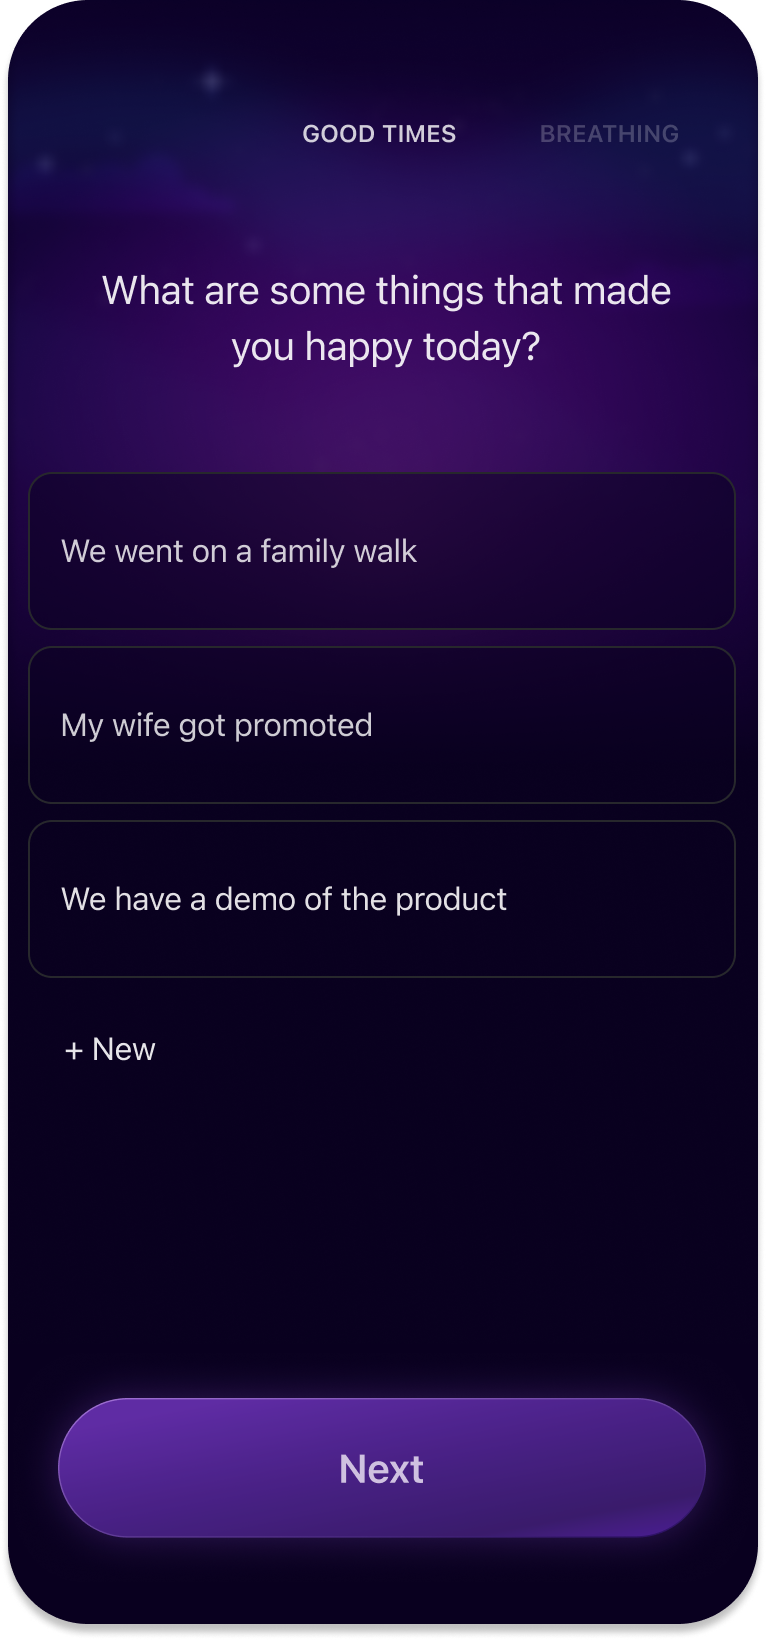 GOOD TIMES
BREATHING
What are some things that made
you happy today?
We went on a family walk
My wife got promoted
We have a demo of the product
+ New
Next